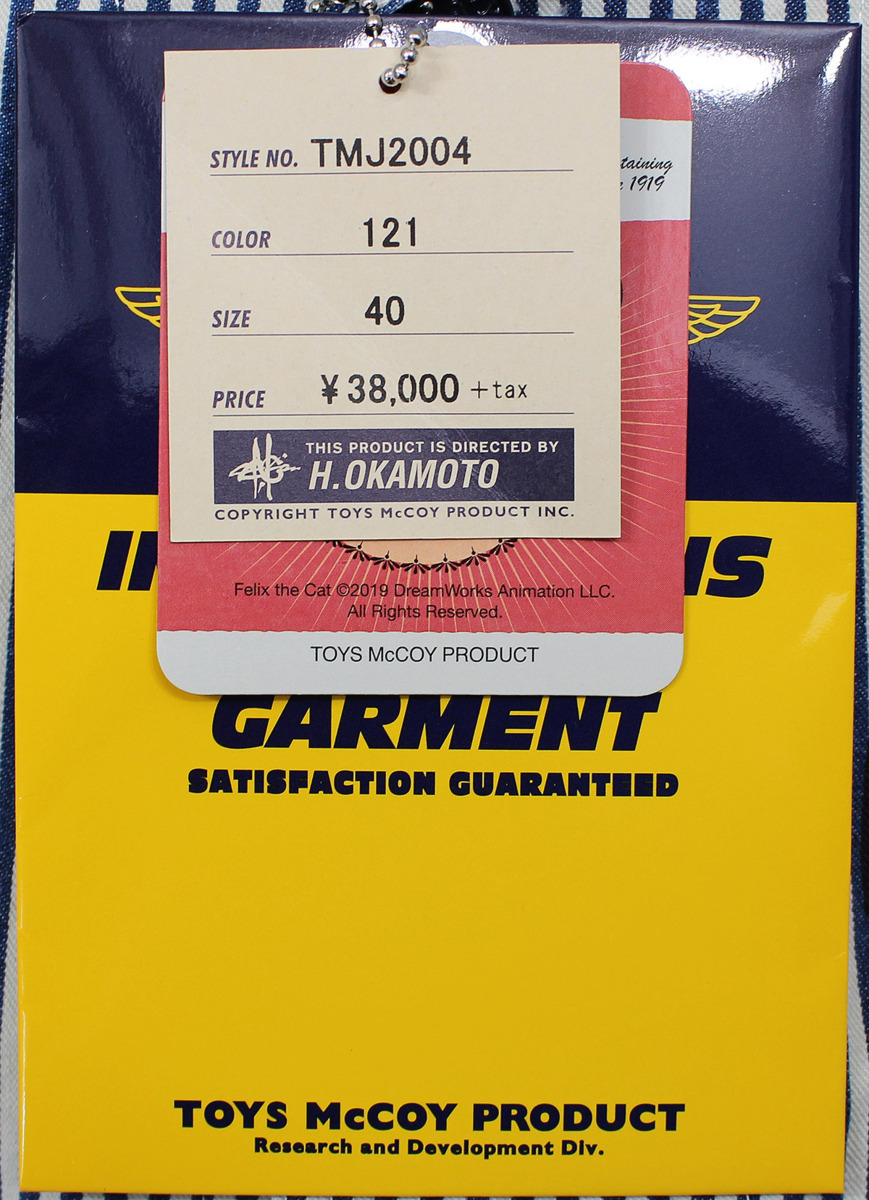 STYLE NO. TMJ2004
COLOR 121
SIZE 40
PRICE ¥38,000 +tax
THIS PRODUCT IS DIRECTED BY
H.OKAMOTO
COPYRIGHT TOYS McCOY PRODUCT INC.
1919
Felix the Cat ©2019 DreamWorks Animation LLC.
All Rights Reserved.
TOYS McCOY PRODUCT
GARMENT
SATISFACTION GUARANTEED
TOYS McCOY PRODUCT
Research and Development Div.